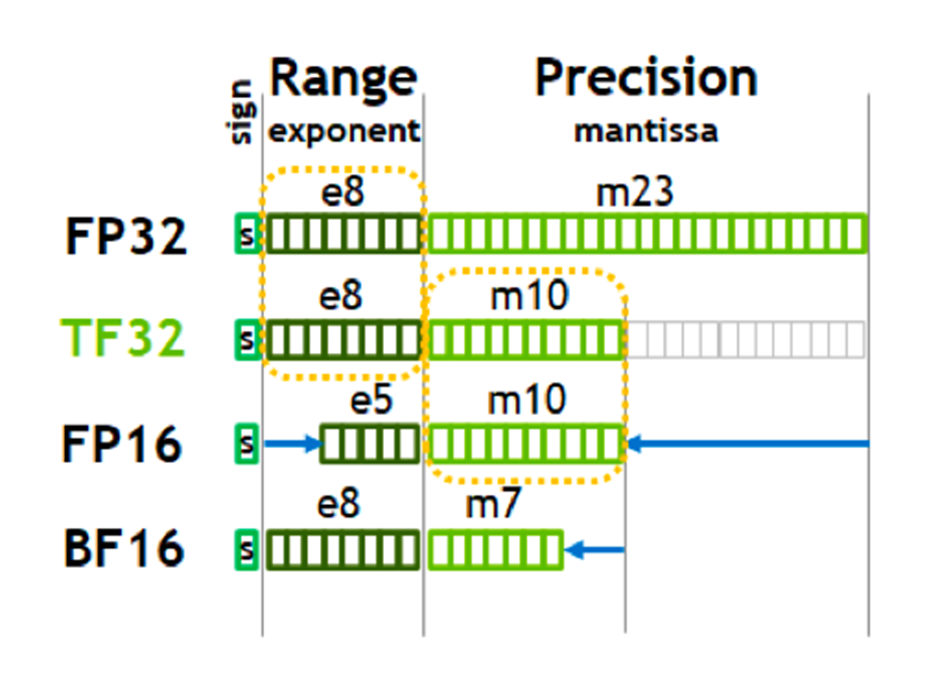 Range Precision
sign
exponent mantissa
e8 m23
FP32 s
e8 m10
TF32 s
e5 m10
FP16 s
e8 m7
BF16 s